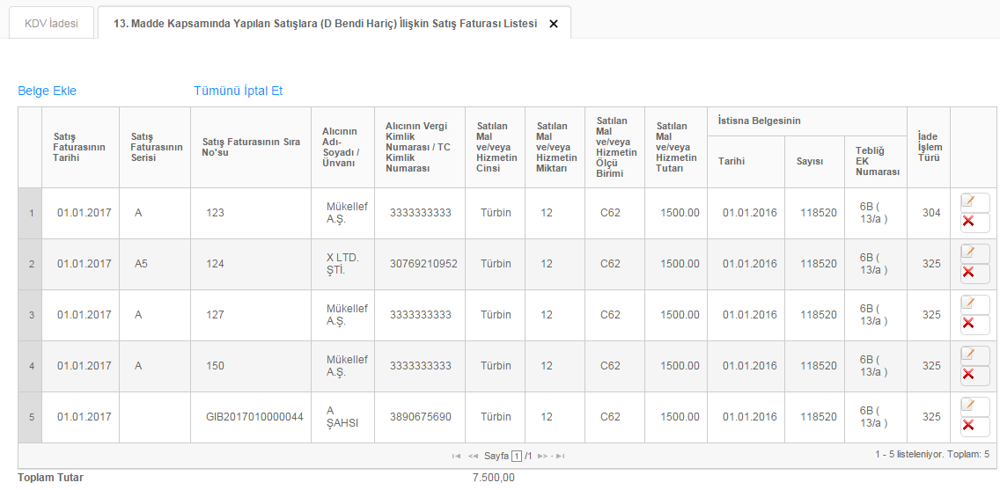 KDV İadesi
13. Madde Kapsamında Yapılan Satışlara (D Bendi Hariç) İlişkin Satış Faturası Listesi
Belge Ekle
Tümünü İptal Et
Satış
Faturasının
Tarihi
Satış
Faturasının
Serisi
Satış Faturasının Sıra
No'su
Alıcının
Adı-
Soyadı /
Ünvanı
Alıcının Vergi
Kimlik
Numarası / TC
Kimlik
Numarası
Satılan
Mal
ve/veya
Hizmetin
Cinsi
Satılan
Mal
ve/veya
Hizmetin
Miktarı
Satılan
Mal
ve/veya
Hizmetin
Ölçü
Birimi
Satılan
Mal
ve/veya
Hizmetin
Tutarı
İstisna Belgesinin
Tarihi
Sayısı
Tebliğ
EK
Numarası
İade
İşlem
Türü
1 01.01.2017 A 123 Mükellef A.Ş. 3333333333 Türbin 12 C62 1500.00 01.01.2016 118520 6B ( 13/a ) 304
2 01.01.2017 A5 124 X LTD. ŞTİ. 30769210952 Türbin 12 C62 1500.00 01.01.2016 118520 6B ( 13/a ) 325
3 01.01.2017 A 127 Mükellef A.Ş. 3333333333 Türbin 12 C62 1500.00 01.01.2016 118520 6B ( 13/a ) 325
4 01.01.2017 A 150 Mükellef A.Ş. 3333333333 Türbin 12 C62 1500.00 01.01.2016 118520 6B ( 13/a ) 325
5 01.01.2017 GIB2017010000044 A ŞAHSI 3890675690 Türbin 12 C62 1500.00 01.01.2016 118520 6B ( 13/a ) 325
Sayfa 1 /1
1 - 5 listeleniyor. Toplam: 5
Toplam Tutar 7.500,00